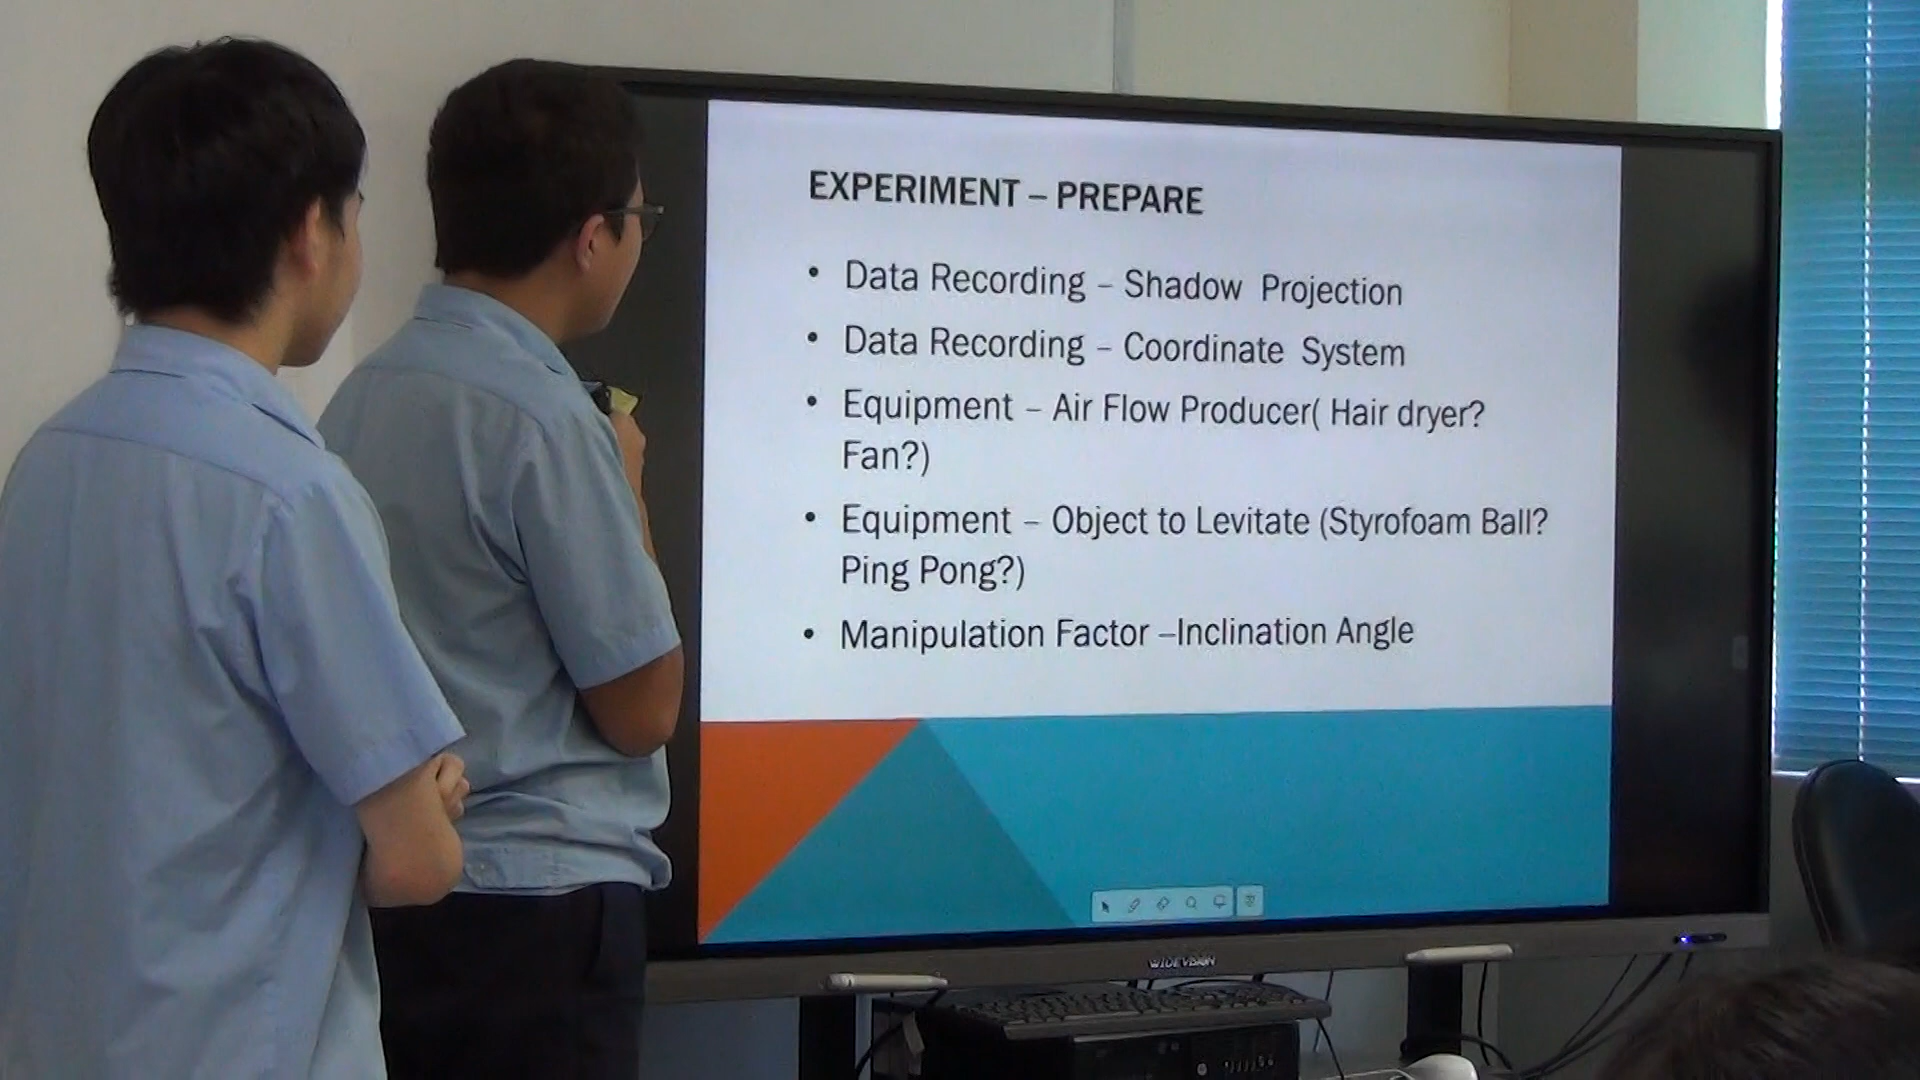 EXPERIMENT – PREPARE
• Data Recording – Shadow Projection
• Data Recording – Coordinate System
• Equipment – Air Flow Producer( Hair dryer?
Fan?)
• Equipment – Object to Levitate (Styrofoam Ball?
Ping Pong?)
• Manipulation Factor –Inclination Angle
WIDEVISION